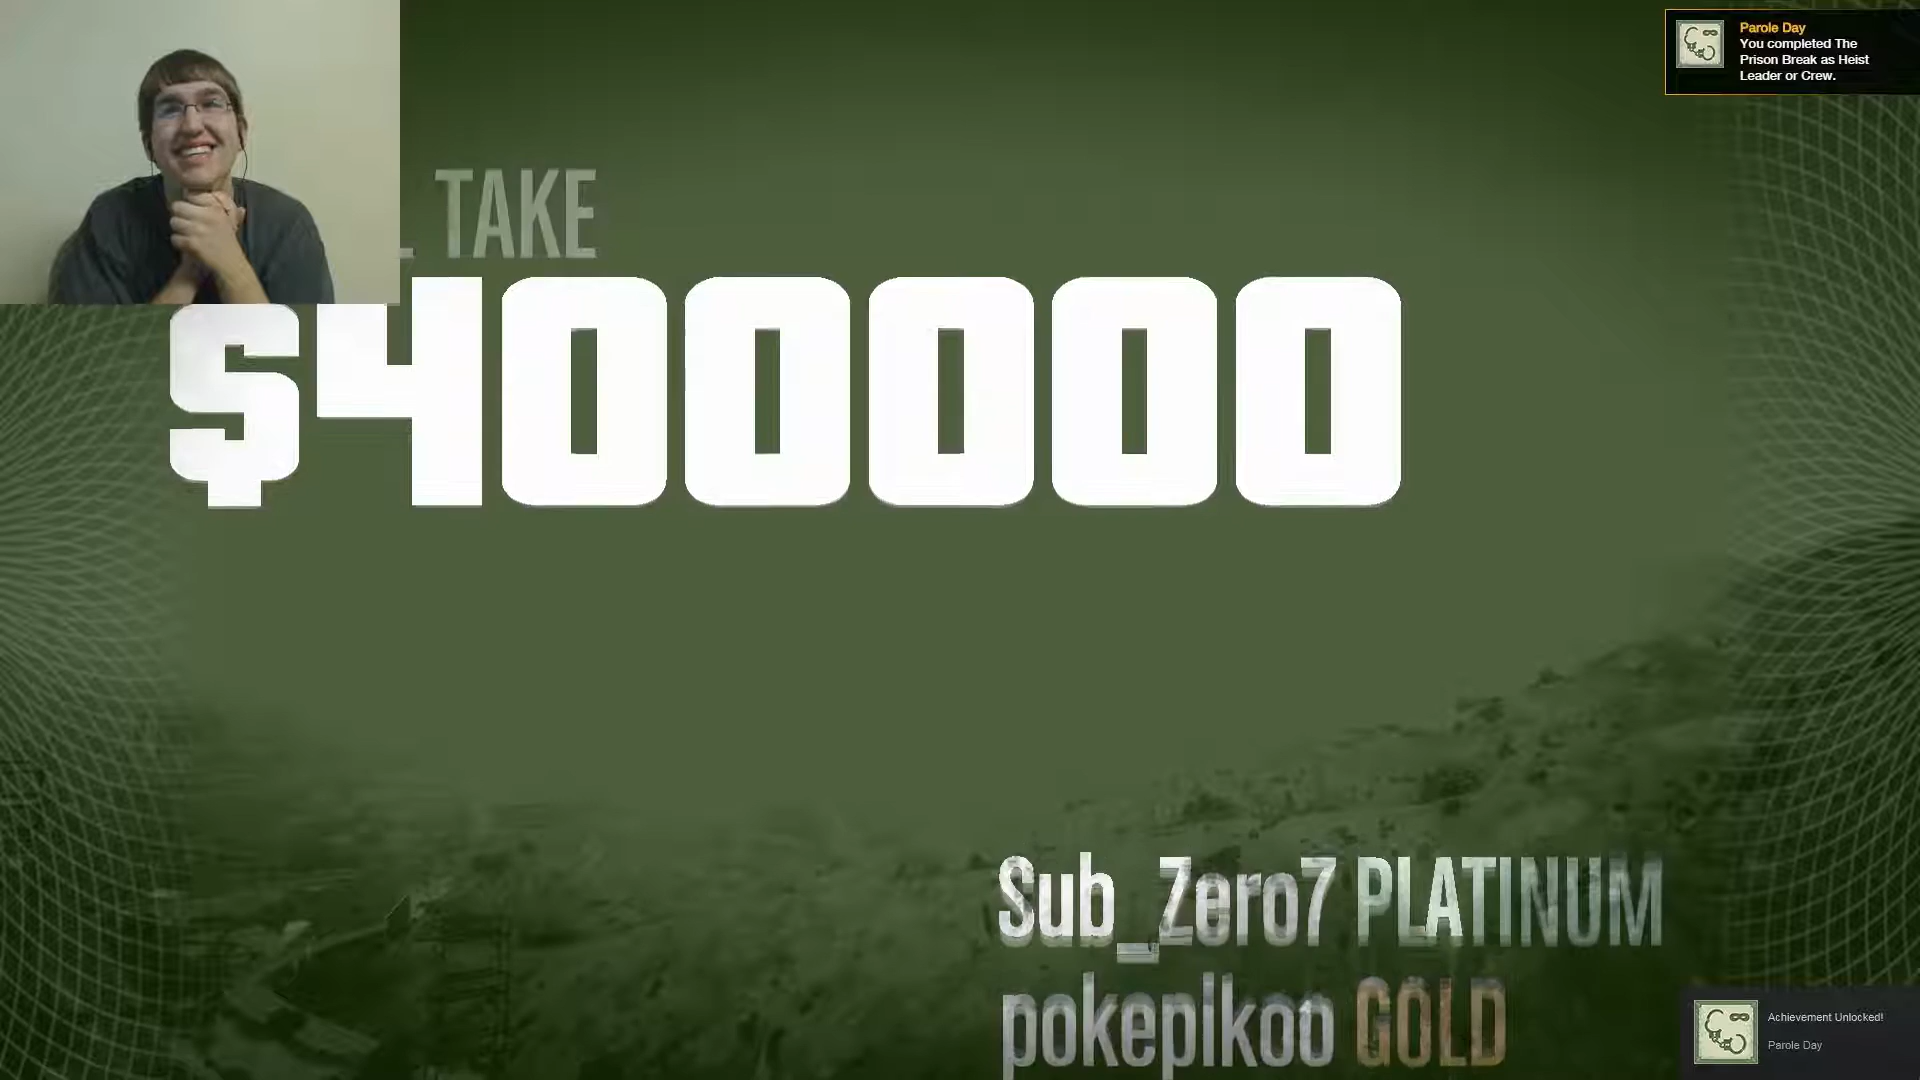 Parole Day
You completed The
Prison Break as Heist
Leader or Crew.
TAKE
$400000
Sub_Zero7 PLATINUM
pokepikoo GOLD
Achievement Unlocked!
Parole Day